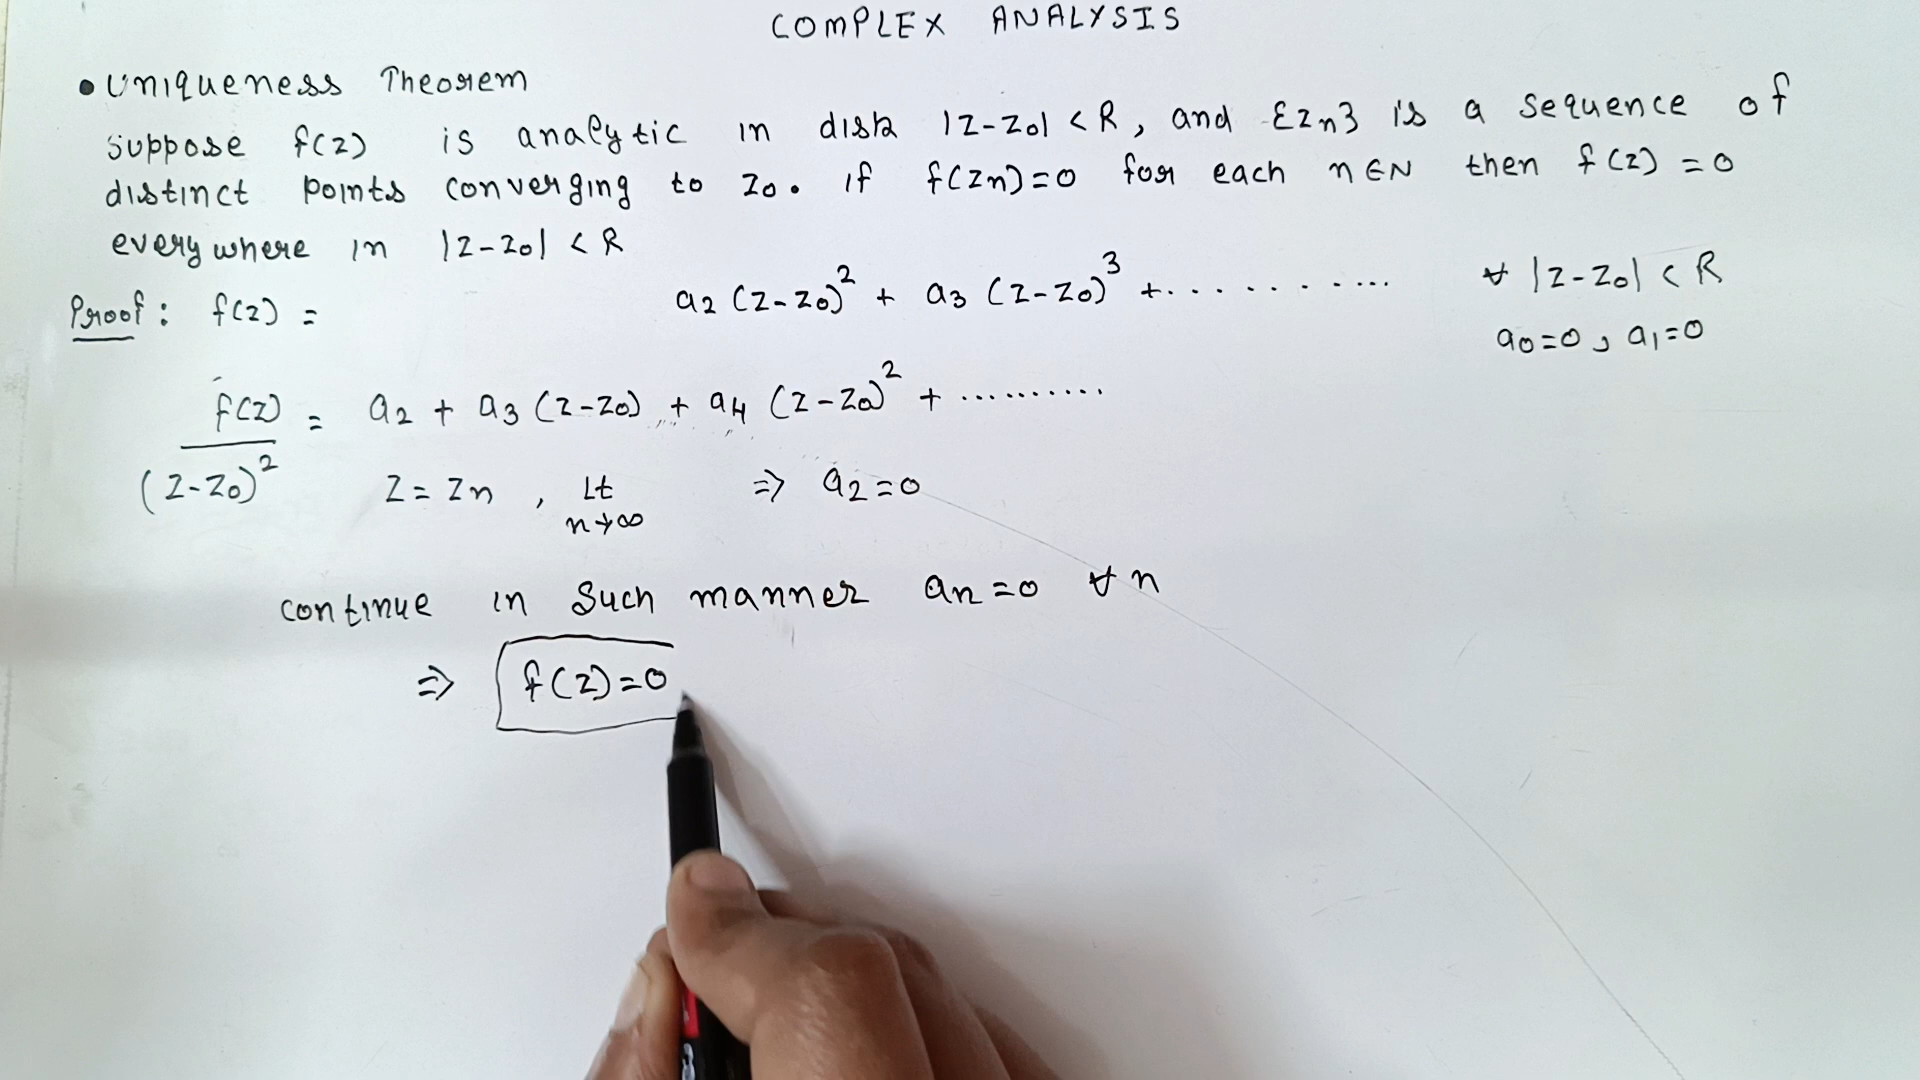 COMPLEX ANALYSIS
• Uniqueness Theorem
Suppose f(z) is analytic in disk |z-z₀| < R, and {zn} is a sequence of
distinct points converging to z₀. If f(zn)=0 for each n∈N then f(z) = 0
everywhere in |z-z₀| < R
Proof: f(z) = a₂(z-z₀)² + a₃(z-z₀)³ +........... ∀ |z-z₀| < R
a₀=0, a₁=0
f(z)/(z-z₀)² = a₂ + a₃(z-z₀) + a₄(z-z₀)² + ..........
z = zn, Lt n→∞ ⇒ a₂=0
continue in such manner an=0 ∀ n
⇒ f(z)=0